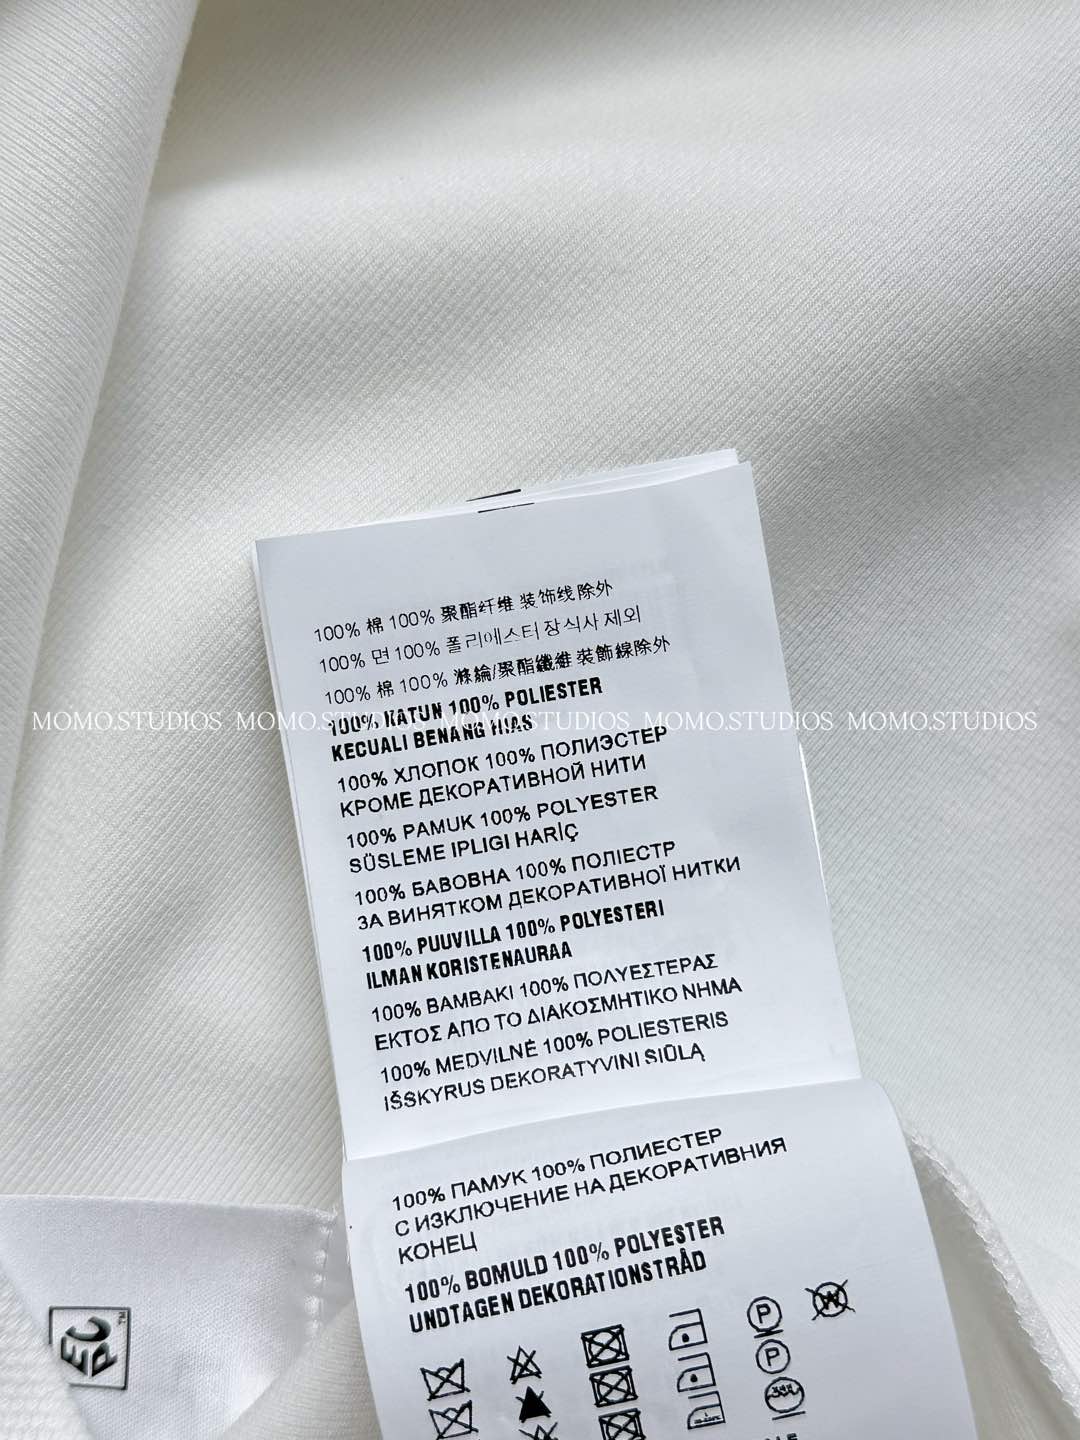 100% 棉 100% 聚酯纤维 装饰线除外
100% 면 100% 폴리에스터 장식사 제외
100% 棉 100% 滌綸/聚酯纖維 裝飾線除外
100% KATUN 100% POLIESTER
KECUALI BENANG HIAS
MOMO.STUDIOS MOMO.STUDIOS MOMO.STUDIOS MOMO.STUDIOS MOMO.STUDIOS
100% ХЛОПОК 100% ПОЛИЭСТЕР
КРОМЕ ДЕКОРАТИВНОЙ НИТИ
100% PAMUK 100% POLYESTER
SÜSLEME IPLIGI HARİÇ
100% БАВОВНА 100% ПОЛІЕСТР
ЗА ВИНЯТКОМ ДЕКОРАТИВНОЇ НИТКИ
100% PUUVILLA 100% POLYESTERI
ILMAN KORISTENAURAA
100% BAMBAKI 100% ΠΟΛΥΕΣΤΕΡΑΣ
ΕΚΤΟΣ ΑΠΟ ΤΟ ΔΙΑΚΟΣΜΗΤΙΚΟ ΝΗΜΑ
100% MEDVILNĖ 100% POLIESTERIS
IŠSKYRUS DEKORATYVINI SIŪLĄ
100% ПАМУК 100% ПОЛИЕСТЕР
С ИЗКЛЮЧЕНИЕ НА ДЕКОРАТИВНИЯ
КОНЕЦ
100% BOMULD 100% POLYESTER
UNDTAGEN DEKORATIONSTRÅD
P
W
P